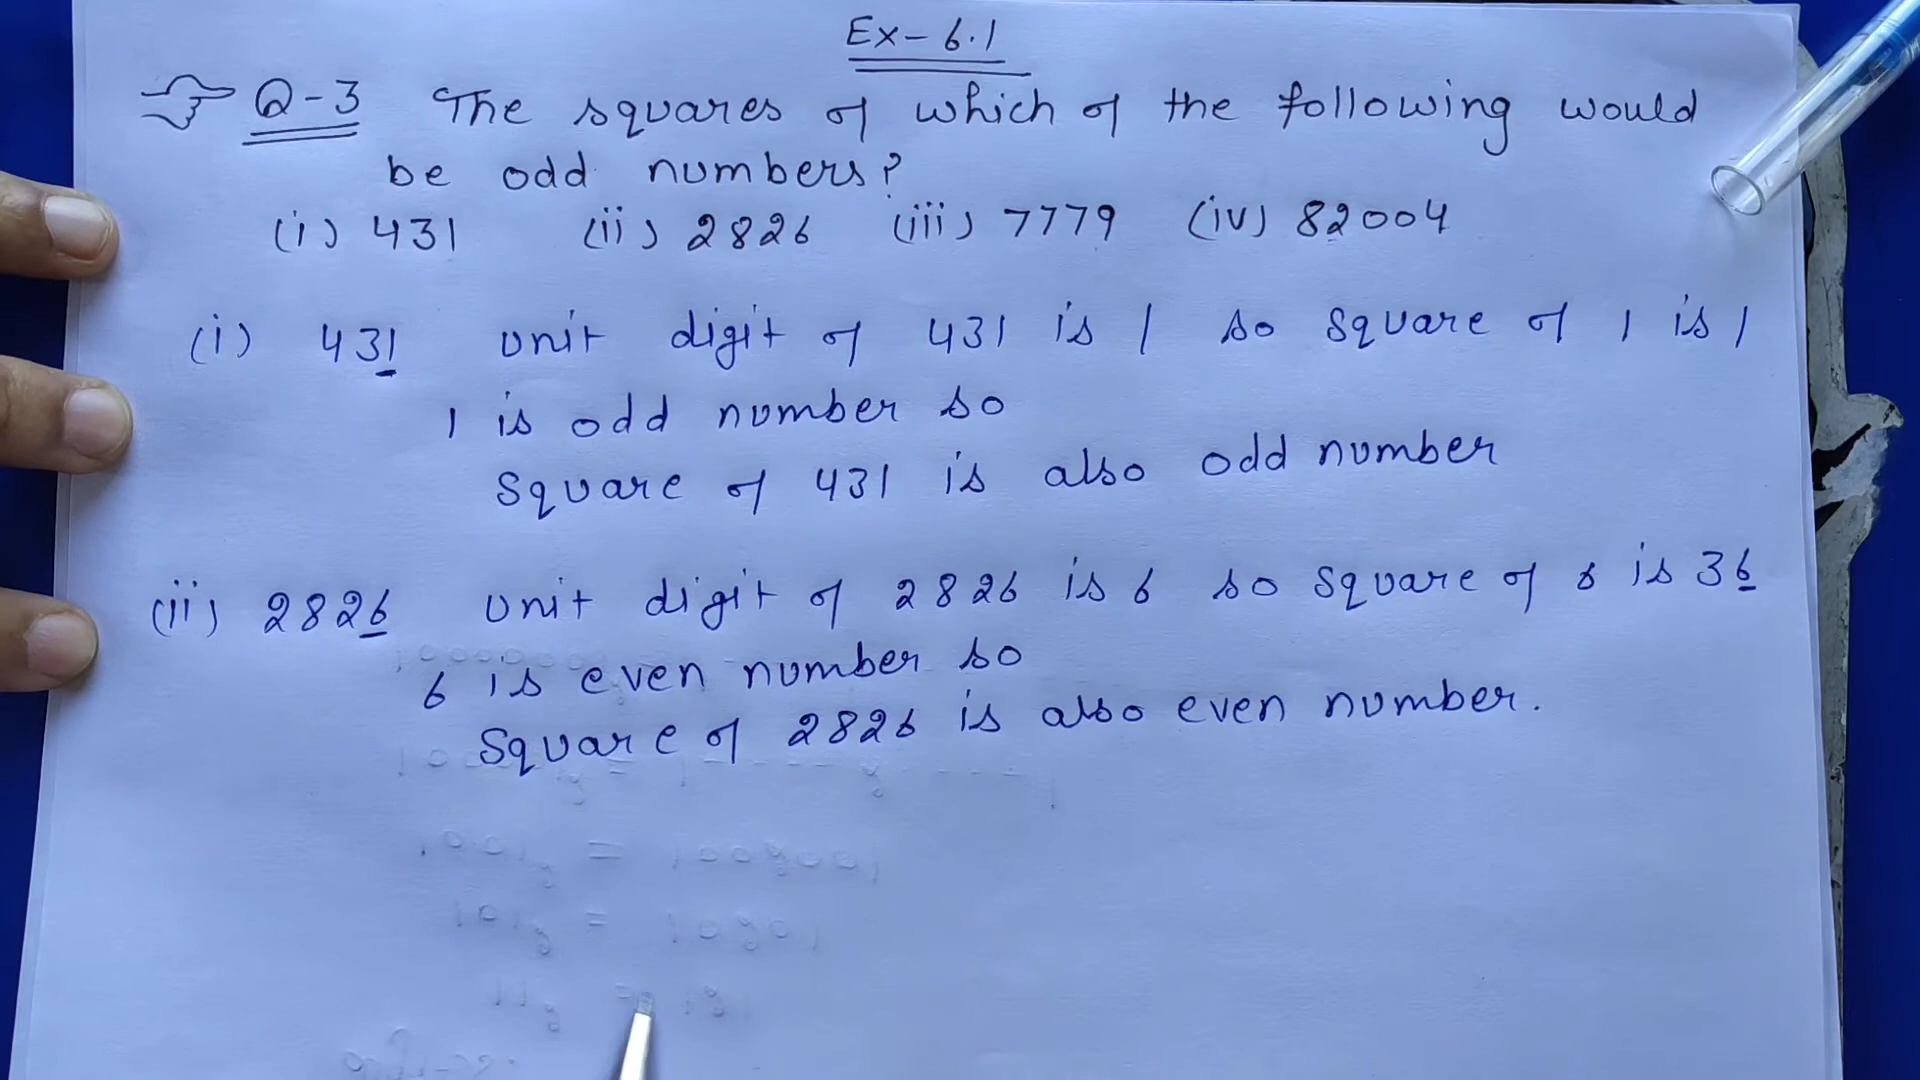 Ex-6.1
Q-3 The squares of which of the following would
be odd numbers?
(i) 431 (ii) 2826 (iii) 7779 (iv) 82004
(i) 431 unit digit of 431 is 1 so square of 1 is 1
1 is odd number so
square of 431 is also odd number
(ii) 2826 unit digit of 2826 is 6 so square of 6 is 36
6 is even number so
square of 2826 is also even number.